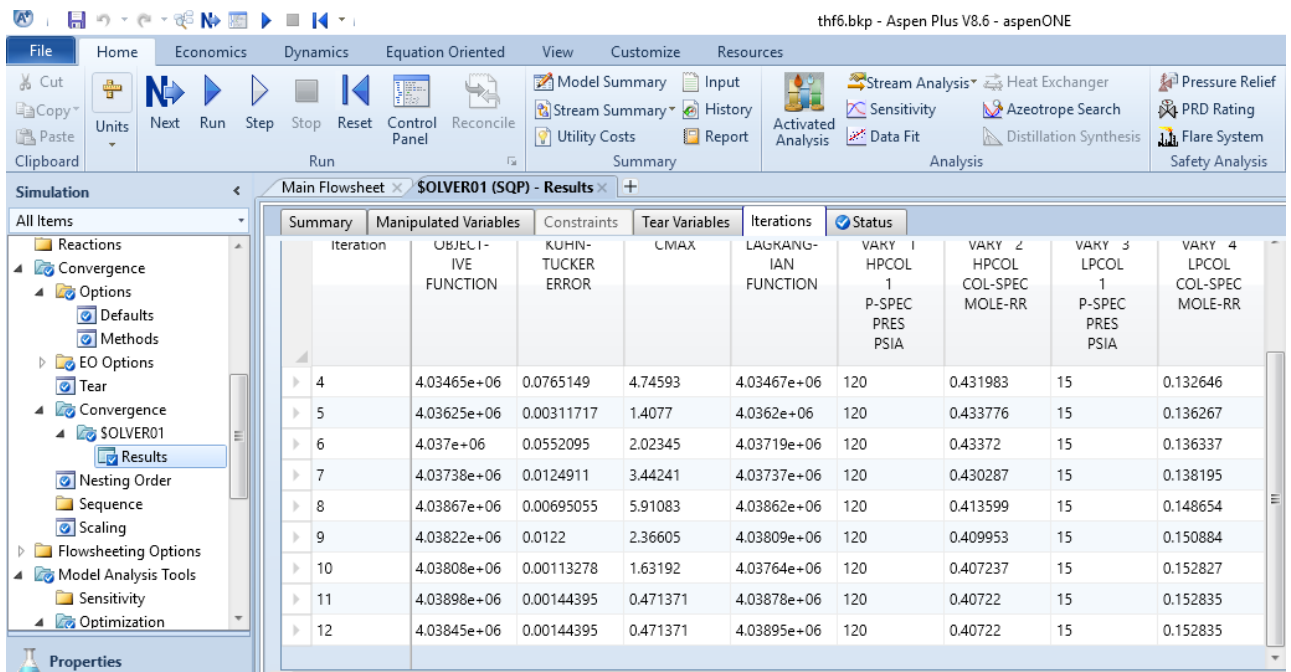 thf6.bkp - Aspen Plus V8.6 - aspenONE
File Home Economics Dynamics Equation Oriented View Customize Resources
Cut
Copy
Paste
Clipboard
Units
Next Run Step Stop Reset Control Panel Reconcile
Run
Model Summary Input
Stream Summary History
Utility Costs Report
Summary
Activated Analysis
Stream Analysis Heat Exchanger
Sensitivity Azeotrope Search
Data Fit Distillation Synthesis
Analysis
Pressure Relief
PRD Rating
Flare System
Safety Analysis
Simulation
All Items
Reactions
Convergence
Options
Defaults
Methods
EO Options
Tear
Convergence
$OLVER01
Results
Nesting Order
Sequence
Scaling
Flowsheeting Options
Model Analysis Tools
Sensitivity
Optimization
Properties
Main Flowsheet $OLVER01 (SQP) - Results
Summary Manipulated Variables Constraints Tear Variables Iterations Status
Iteration OBJECT- KUHN- CMAX LAGRANG- VARY 1 VARY 2 VARY 3 VARY 4
IVE TUCKER IAN HPCOL HPCOL LPCOL LPCOL
FUNCTION ERROR FUNCTION 1 COL-SPEC 1 COL-SPEC
P-SPEC MOLE-RR P-SPEC MOLE-RR
PRES PRES
PSIA PSIA
4 4.03465e+06 0.0765149 4.74593 4.03467e+06 120 0.431983 15 0.132646
5 4.03625e+06 0.00311717 1.4077 4.0362e+06 120 0.433776 15 0.136267
6 4.037e+06 0.0552095 2.02345 4.03719e+06 120 0.43372 15 0.136337
7 4.03738e+06 0.0124911 3.44241 4.03737e+06 120 0.430287 15 0.138195
8 4.03867e+06 0.00695055 5.91083 4.03862e+06 120 0.413599 15 0.148654
9 4.03822e+06 0.0122 2.36605 4.03809e+06 120 0.409953 15 0.150884
10 4.03808e+06 0.00113278 1.63192 4.03764e+06 120 0.407237 15 0.152827
11 4.03898e+06 0.00144395 0.471371 4.03878e+06 120 0.40722 15 0.152835
12 4.03845e+06 0.00144395 0.471371 4.03895e+06 120 0.40722 15 0.152835